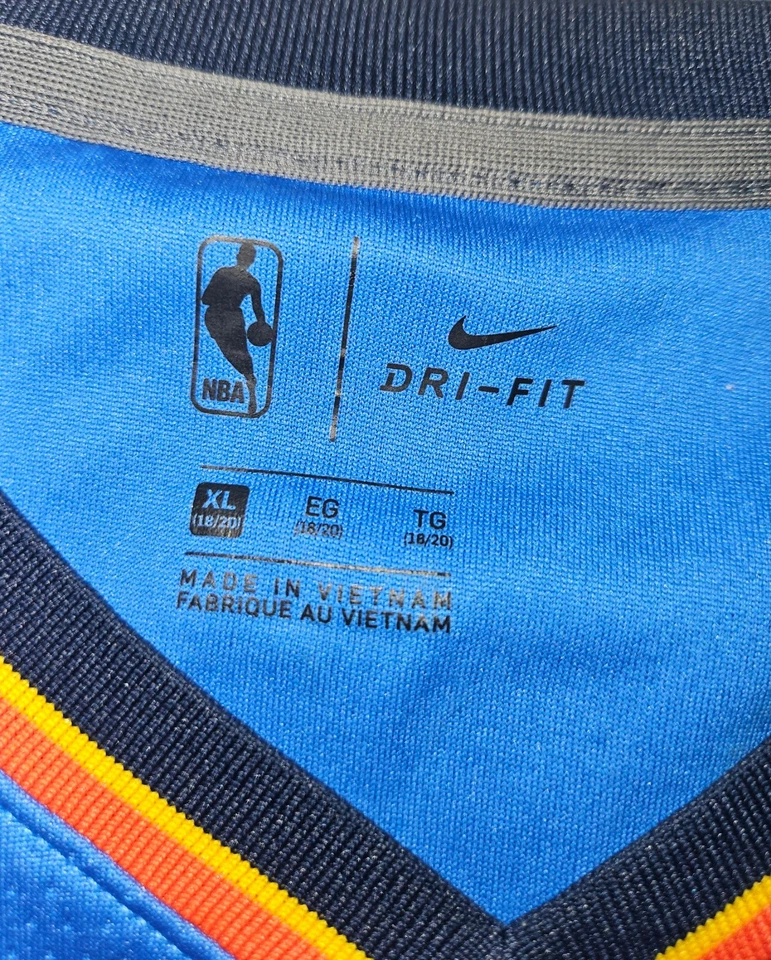 NBA
DRI-FIT
XL EG TG
(18/20) (18/20) (18/20)
MADE IN VIETNAM
FABRIQUE AU VIETNAM